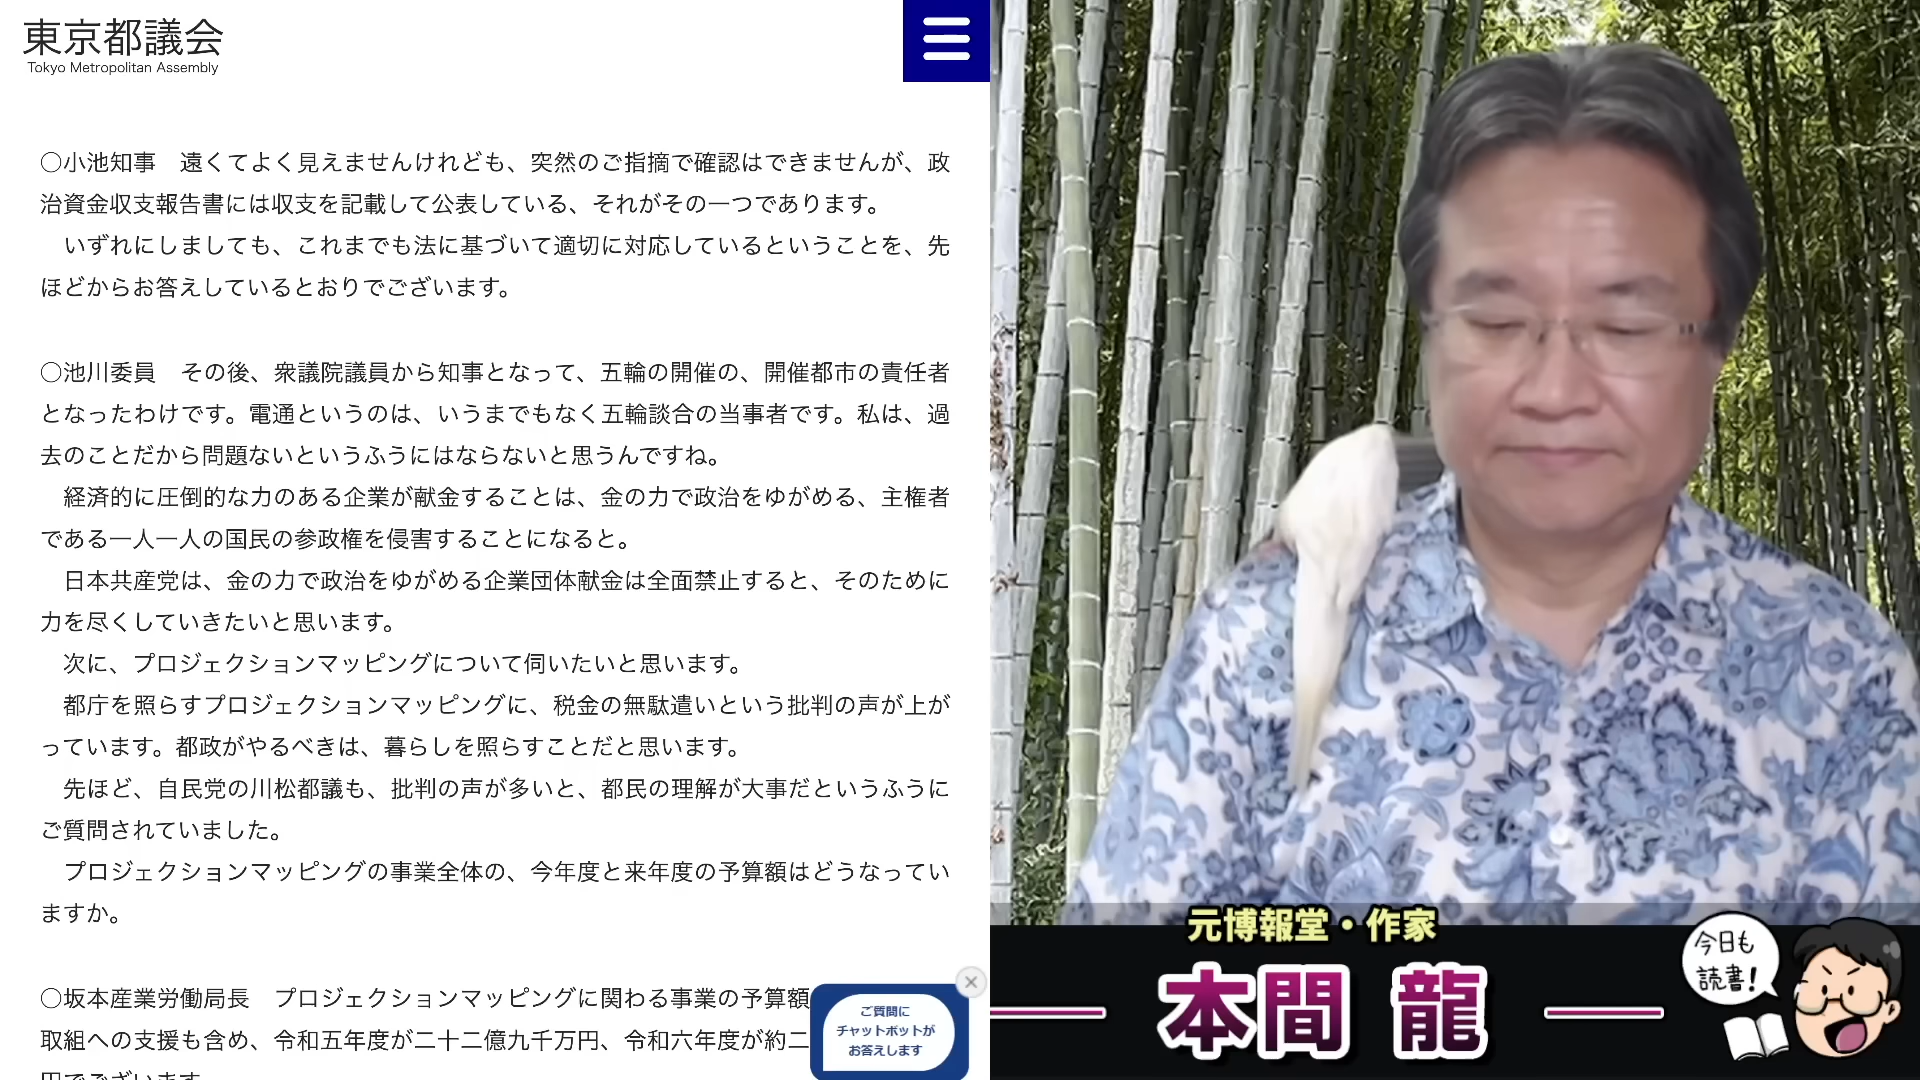 東京都議会
Tokyo Metropolitan Assembly
〇小池知事　遠くてよく見えませんけれども、突然のご指摘で確認はできませんが、政
治資金収支報告書には収支を記載して公表している、それがその一つであります。
　いずれにしましても、これまでも法に基づいて適切に対応しているということを、先
ほどからお答えしているとおりでございます。
〇池川委員　その後、衆議院議員から知事となって、五輪の開催の、開催都市の責任者
となったわけです。電通というのは、いうまでもなく五輪談合の当事者です。私は、過
去のことだから問題ないというふうにはならないと思うんですね。
　経済的に圧倒的な力のある企業が献金することは、金の力で政治をゆがめる、主権者
である一人一人の国民の参政権を侵害することになると。
　日本共産党は、金の力で政治をゆがめる企業団体献金は全面禁止すると、そのために
力を尽くしていきたいと思います。
　次に、プロジェクションマッピングについて伺いたいと思います。
　都庁を照らすプロジェクションマッピングに、税金の無駄遣いという批判の声が上が
っています。都政がやるべきは、暮らしを照らすことだと思います。
　先ほど、自民党の川松都議も、批判の声が多いと、都民の理解が大事だというふうに
ご質問されていました。
　プロジェクションマッピングの事業全体の、今年度と来年度の予算額はどうなってい
ますか。
〇坂本産業労働局長　プロジェクションマッピングに関わる事業の予算額
取組への支援も含め、令和五年度が二十二億九千万円、令和六年度が約二
円でございます
ご質問に
チャットボットが
お答えします
元博報堂・作家
本間 龍
今日も
読書!